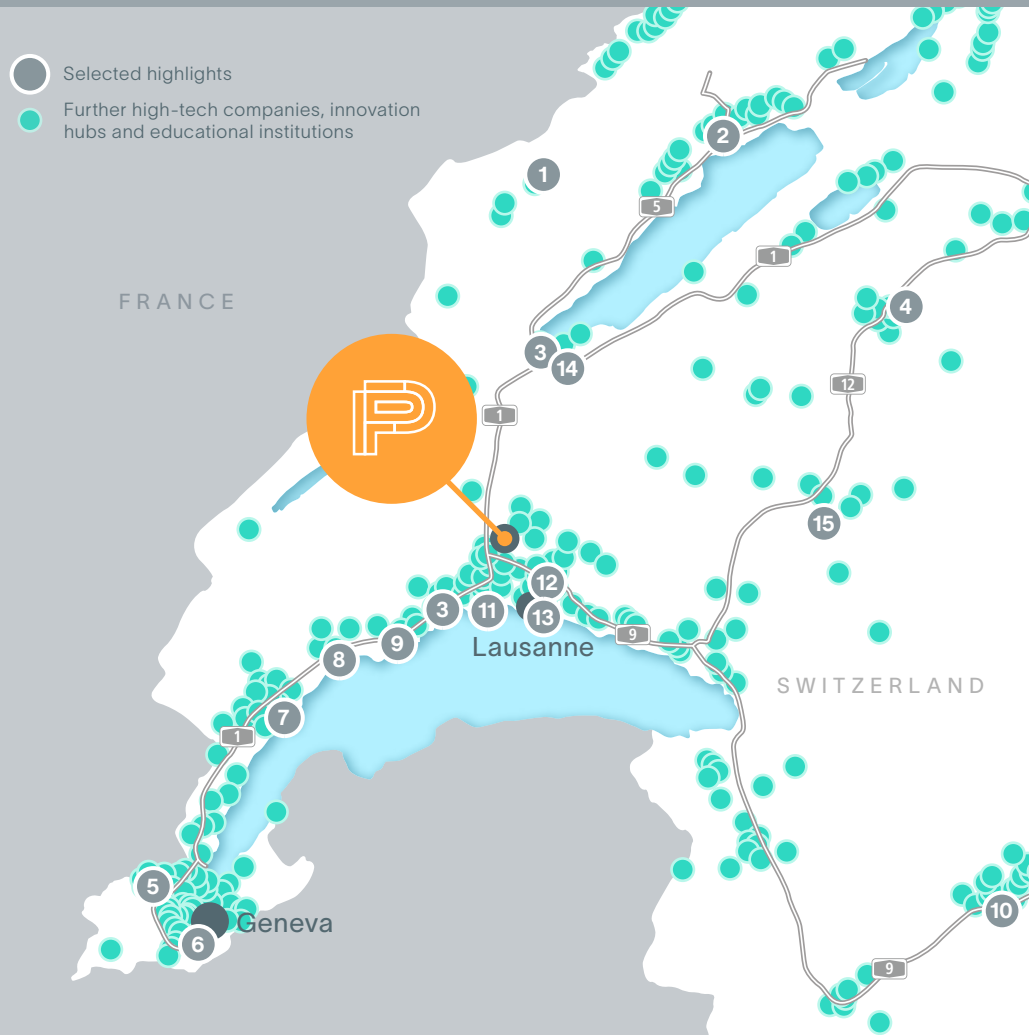 Selected highlights
Further high-tech companies, innovation
hubs and educational institutions
2
1
5
1
FRANCE
4
3
14
12
1
P
15
12
3
11
13
9
9
Lausanne
8
SWITZERLAND
7
1
5
10
Geneva
6
9